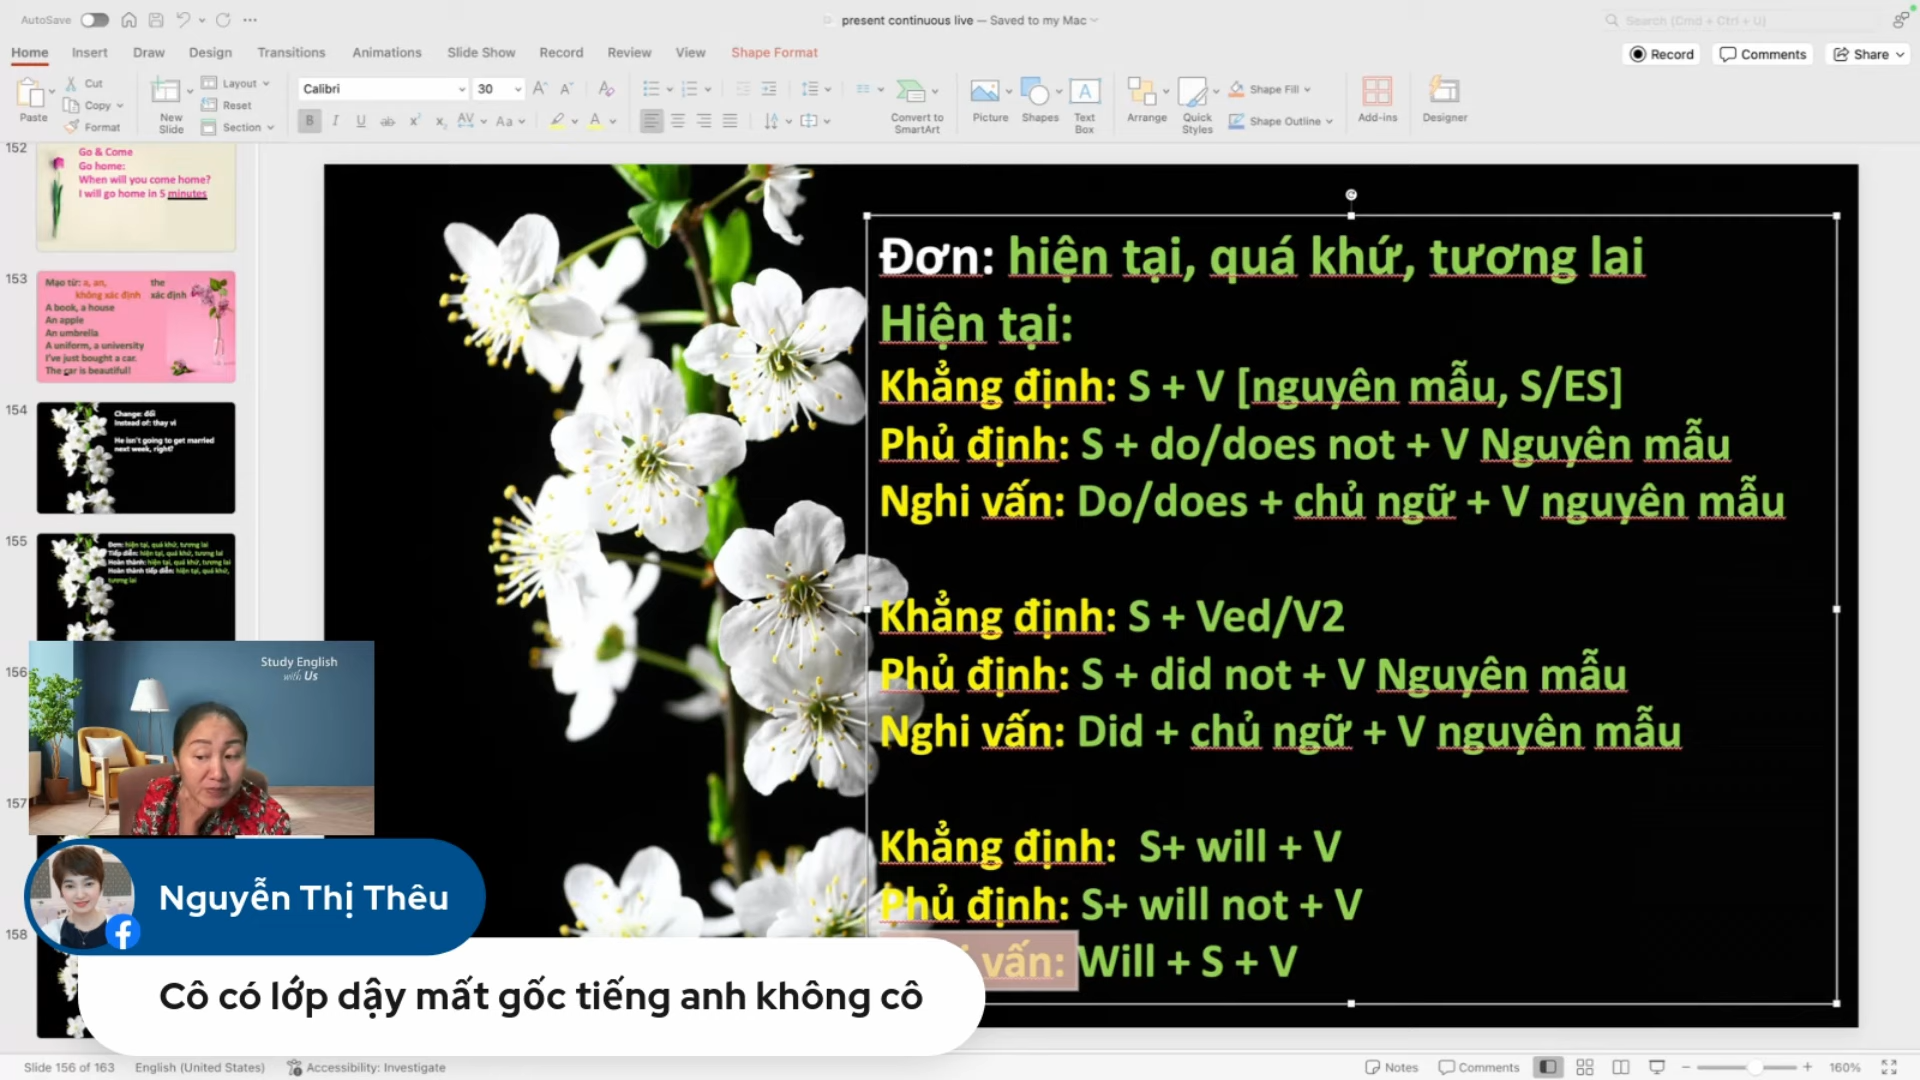 AutoSave
present continuous live — Saved to my Mac
Search (Cmd + Ctrl + U)
Home Insert Draw Design Transitions Animations Slide Show Record Review View Shape Format
Record Comments Share
Paste
Cut
Copy
Format
New Slide
Layout
Reset
Section
Calibri 30
Convert to SmartArt
Picture
Shapes
Text Box
Arrange
Quick Styles
Shape Fill
Shape Outline
Add-ins
Designer
152
Go & Come
Go home:
When will you come home?
I will go home in 5 minutes
153
Mạo từ: a, an, the
không xác định xác định
A book, a house
An apple
An umbrella
A uniform, a university
I've just bought a car.
The car is beautiful!
154
Change: đổi
Instead of: thay vì
He isn't going to get married
next week, right?
155
Đơn: hiện tại, quá khứ, tương lai
Tiếp diễn: hiện tại, quá khứ, tương lai
Hoàn thành: hiện tại, quá khứ, tương lai
Hoàn thành tiếp diễn: hiện tại, quá khứ,
tương lai
156
157
158
Đơn: hiện tại, quá khứ, tương lai
Hiện tại:
Khẳng định: S + V [nguyên mẫu, S/ES]
Phủ định: S + do/does not + V Nguyên mẫu
Nghi vấn: Do/does + chủ ngữ + V nguyên mẫu
Khẳng định: S + Ved/V2
Phủ định: S + did not + V Nguyên mẫu
Nghi vấn: Did + chủ ngữ + V nguyên mẫu
Khẳng định: S+ will + V
Phủ định: S+ will not + V
vấn: Will + S + V
Study English
with Us
Nguyễn Thị Thêu
Cô có lớp dậy mất gốc tiếng anh không cô
Slide 156 of 163 English (United States) Accessibility: Investigate
Notes Comments 160%